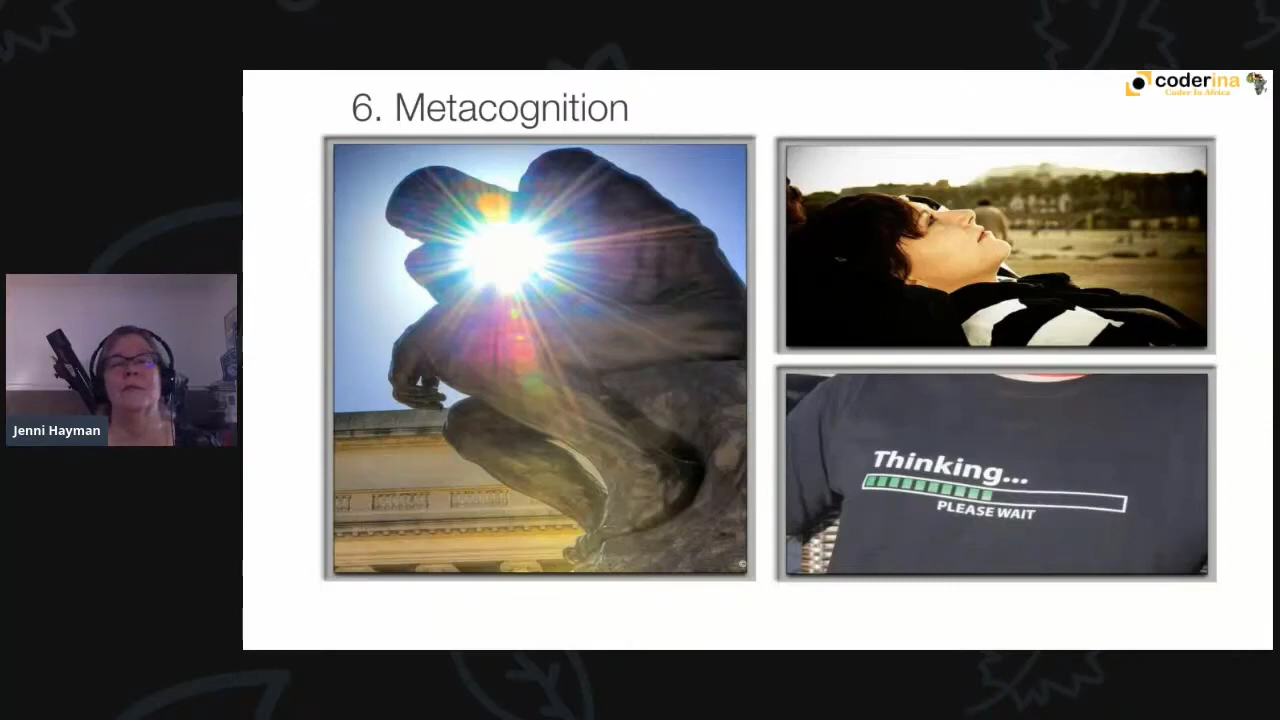 coderina
Coder In Africa
6. Metacognition
Thinking...
PLEASE WAIT
Jenni Hayman
©